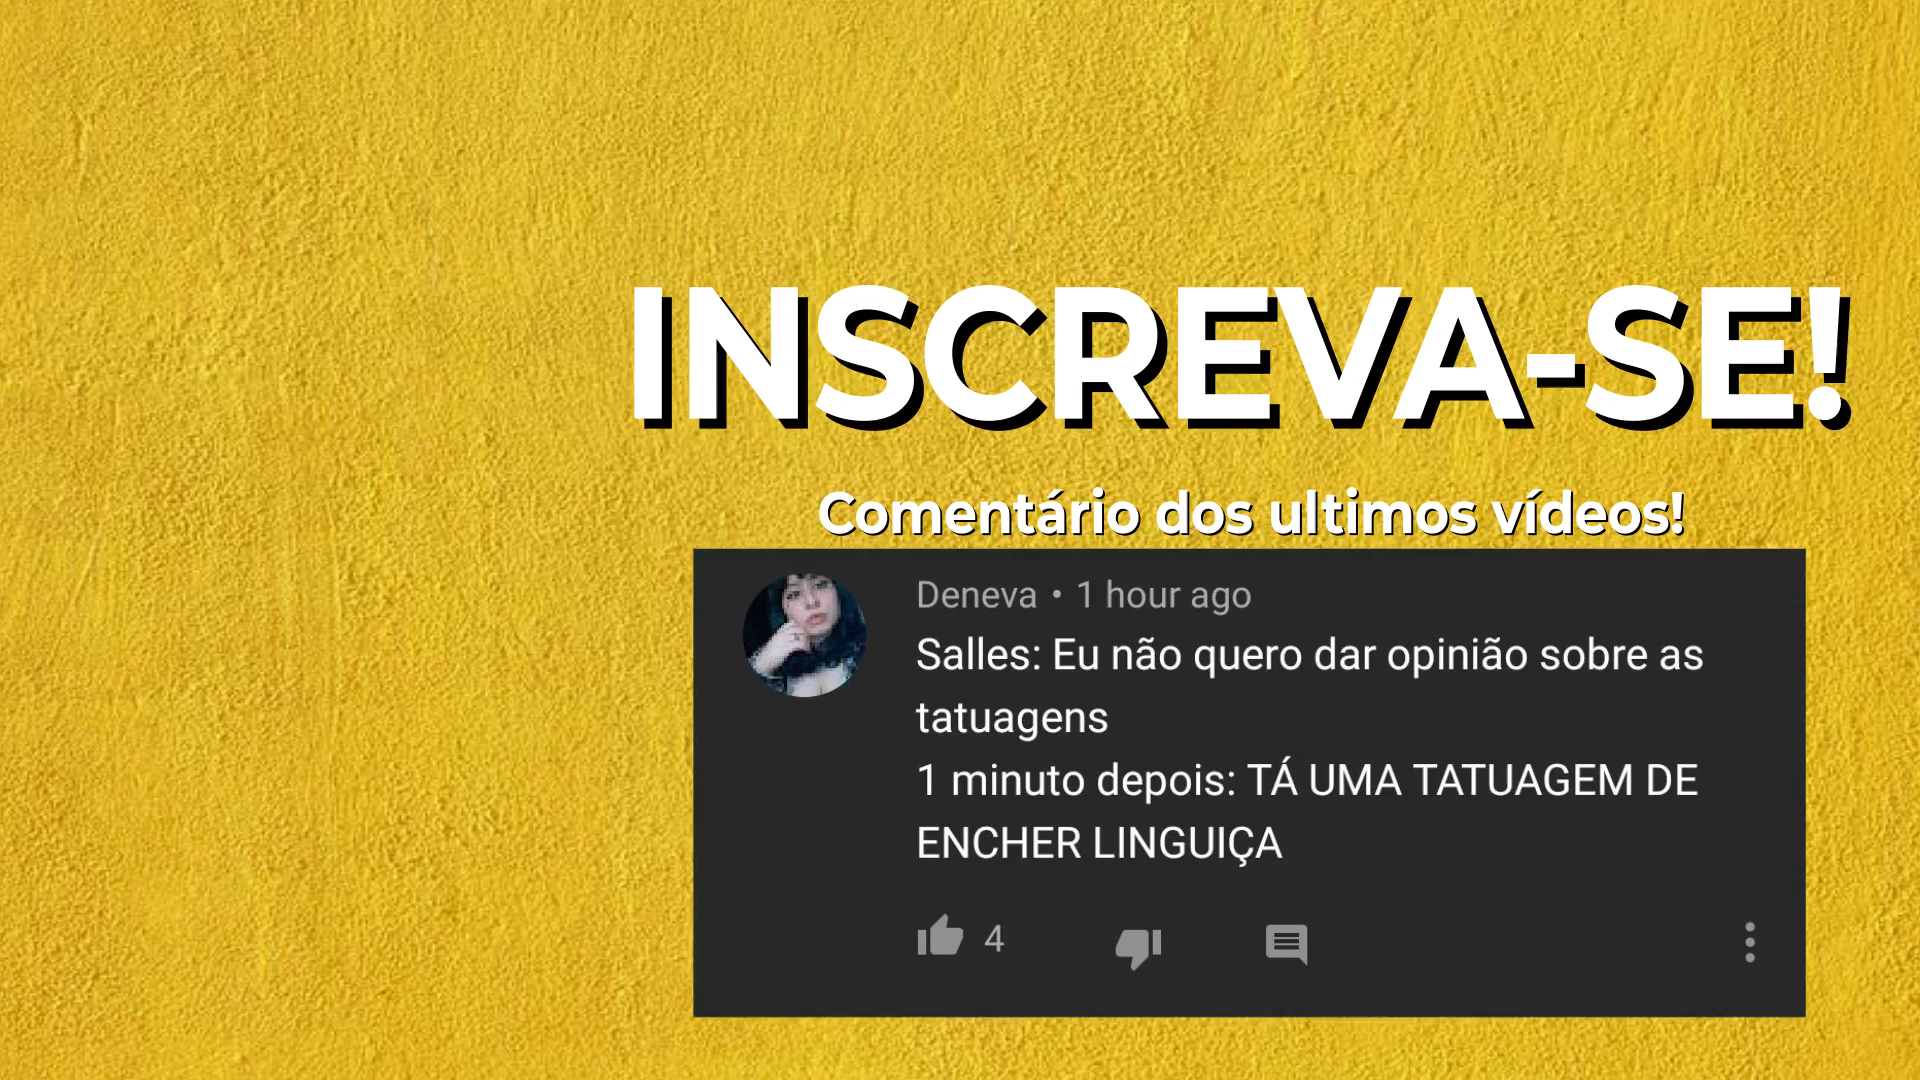 INSCREVA-SE!
Comentário dos ultimos vídeos!
Deneva • 1 hour ago
Salles: Eu não quero dar opinião sobre as
tatuagens
1 minuto depois: TÁ UMA TATUAGEM DE
ENCHER LINGUIÇA
4